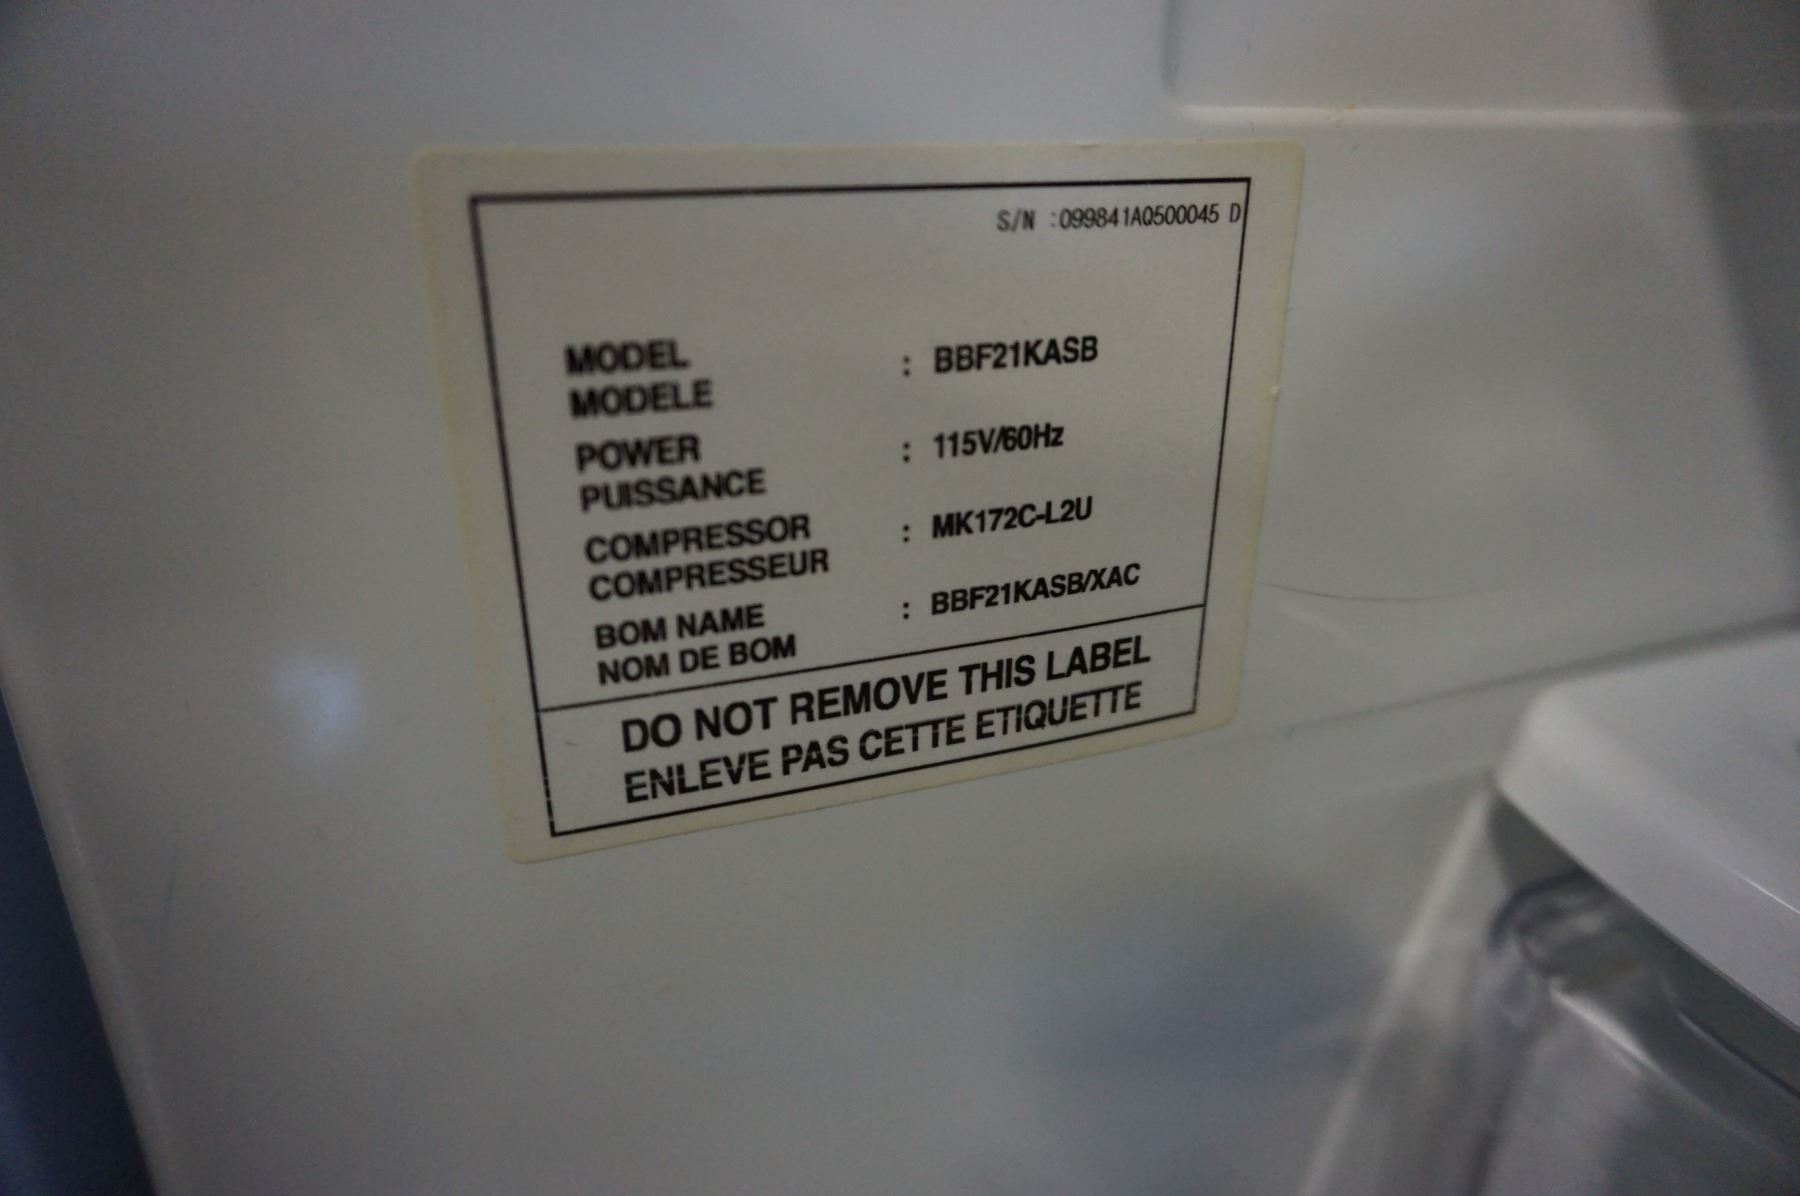 S/N :099841AQ500045 D
MODEL : BBF21KASB
MODELE
POWER : 115V/60Hz
PUISSANCE
COMPRESSOR : MK172C-L2U
COMPRESSEUR
BOM NAME : BBF21KASB/XAC
NOM DE BOM
DO NOT REMOVE THIS LABEL
ENLEVE PAS CETTE ETIQUETTE